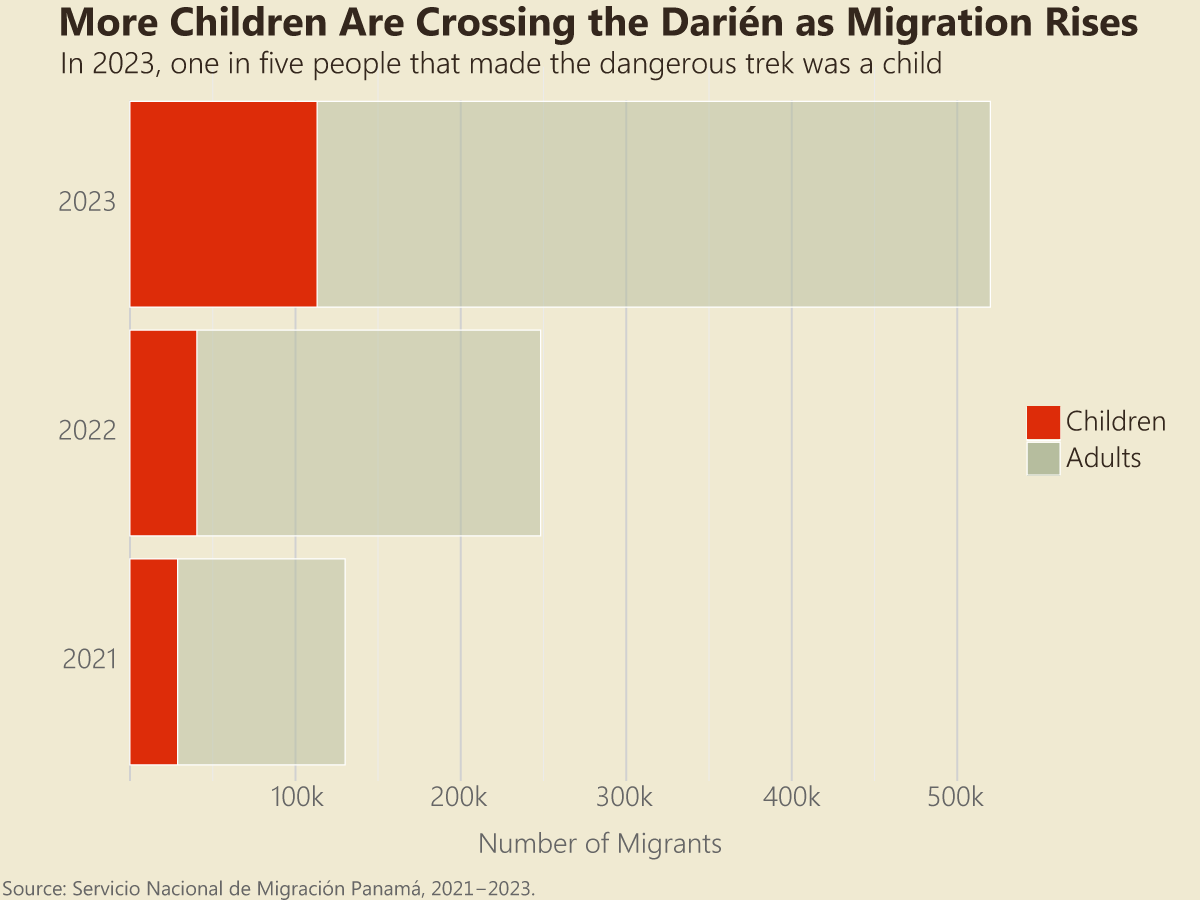 More Children Are Crossing the Darién as Migration Rises
In 2023, one in five people that made the dangerous trek was a child
2023
2022
Children
Adults
2021
100k 200k 300k 400k 500k
Number of Migrants
Source: Servicio Nacional de Migración Panamá, 2021–2023.